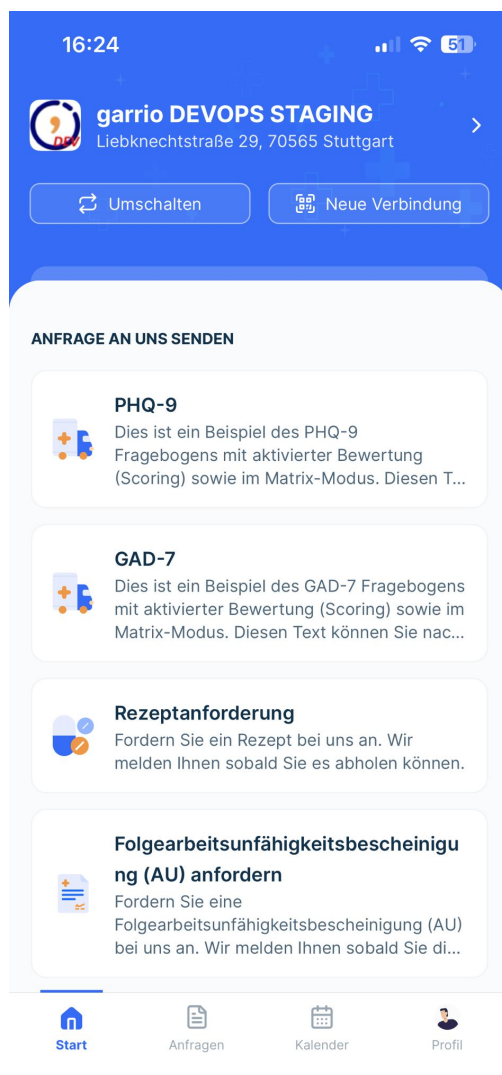 16:24
51
DEV
garrio DEVOPS STAGING
Liebknechtstraße 29, 70565 Stuttgart
Umschalten
Neue Verbindung
ANFRAGE AN UNS SENDEN
PHQ-9
Dies ist ein Beispiel des PHQ-9
Fragebogens mit aktivierter Bewertung
(Scoring) sowie im Matrix-Modus. Diesen T...
GAD-7
Dies ist ein Beispiel des GAD-7 Fragebogens
mit aktivierter Bewertung (Scoring) sowie im
Matrix-Modus. Diesen Text können Sie nac...
Rezeptanforderung
Fordern Sie ein Rezept bei uns an. Wir
melden Ihnen sobald Sie es abholen können.
Folgearbeitsunfähigkeitsbescheinigu
ng (AU) anfordern
Fordern Sie eine
Folgearbeitsunfähigkeitsbescheinigung (AU)
bei uns an. Wir melden Ihnen sobald Sie di...
Start
Anfragen
Kalender
Profil